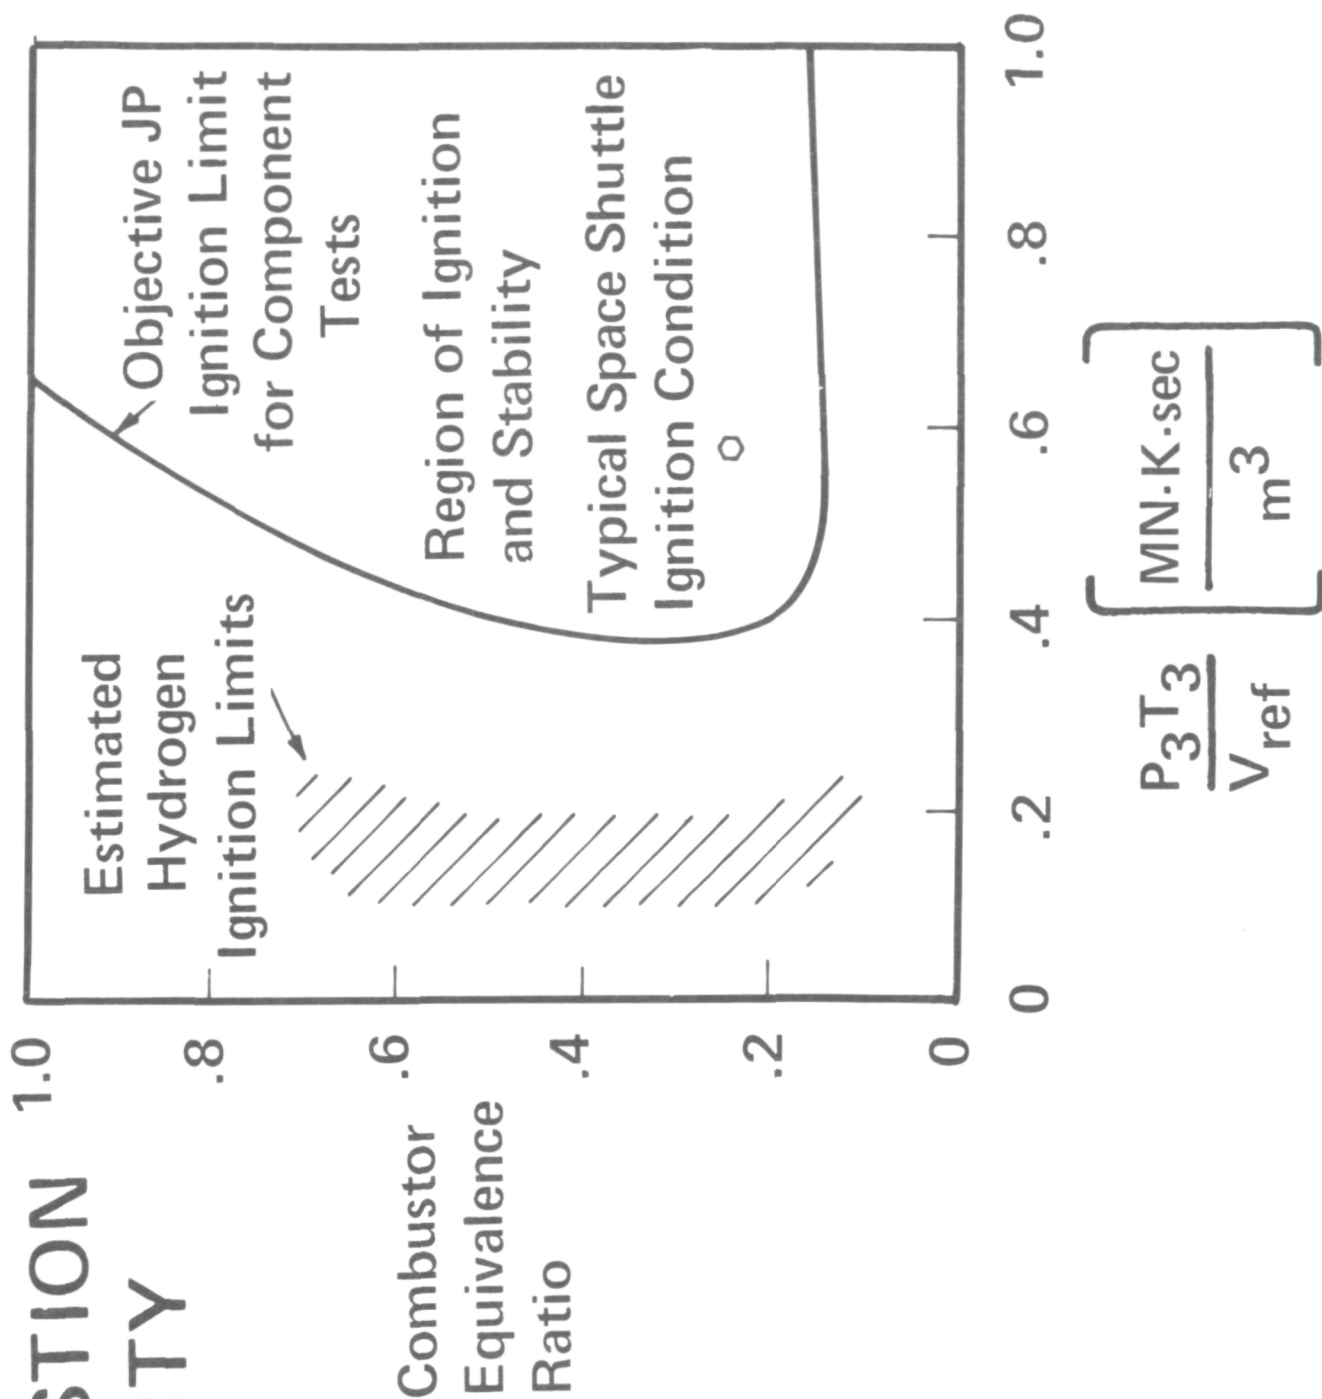 STION
TY
1.0
.8
.6
.4
.2
0
Combustor
Equivalence
Ratio
Estimated
Hydrogen
Ignition Limits
Objective JP
Ignition Limit
for Component
Tests
Region of Ignition
and Stability
Typical Space Shuttle
Ignition Condition
0
.2
.4
.6
.8
1.0
P3T3
Vref
[MN·K·sec
m3]